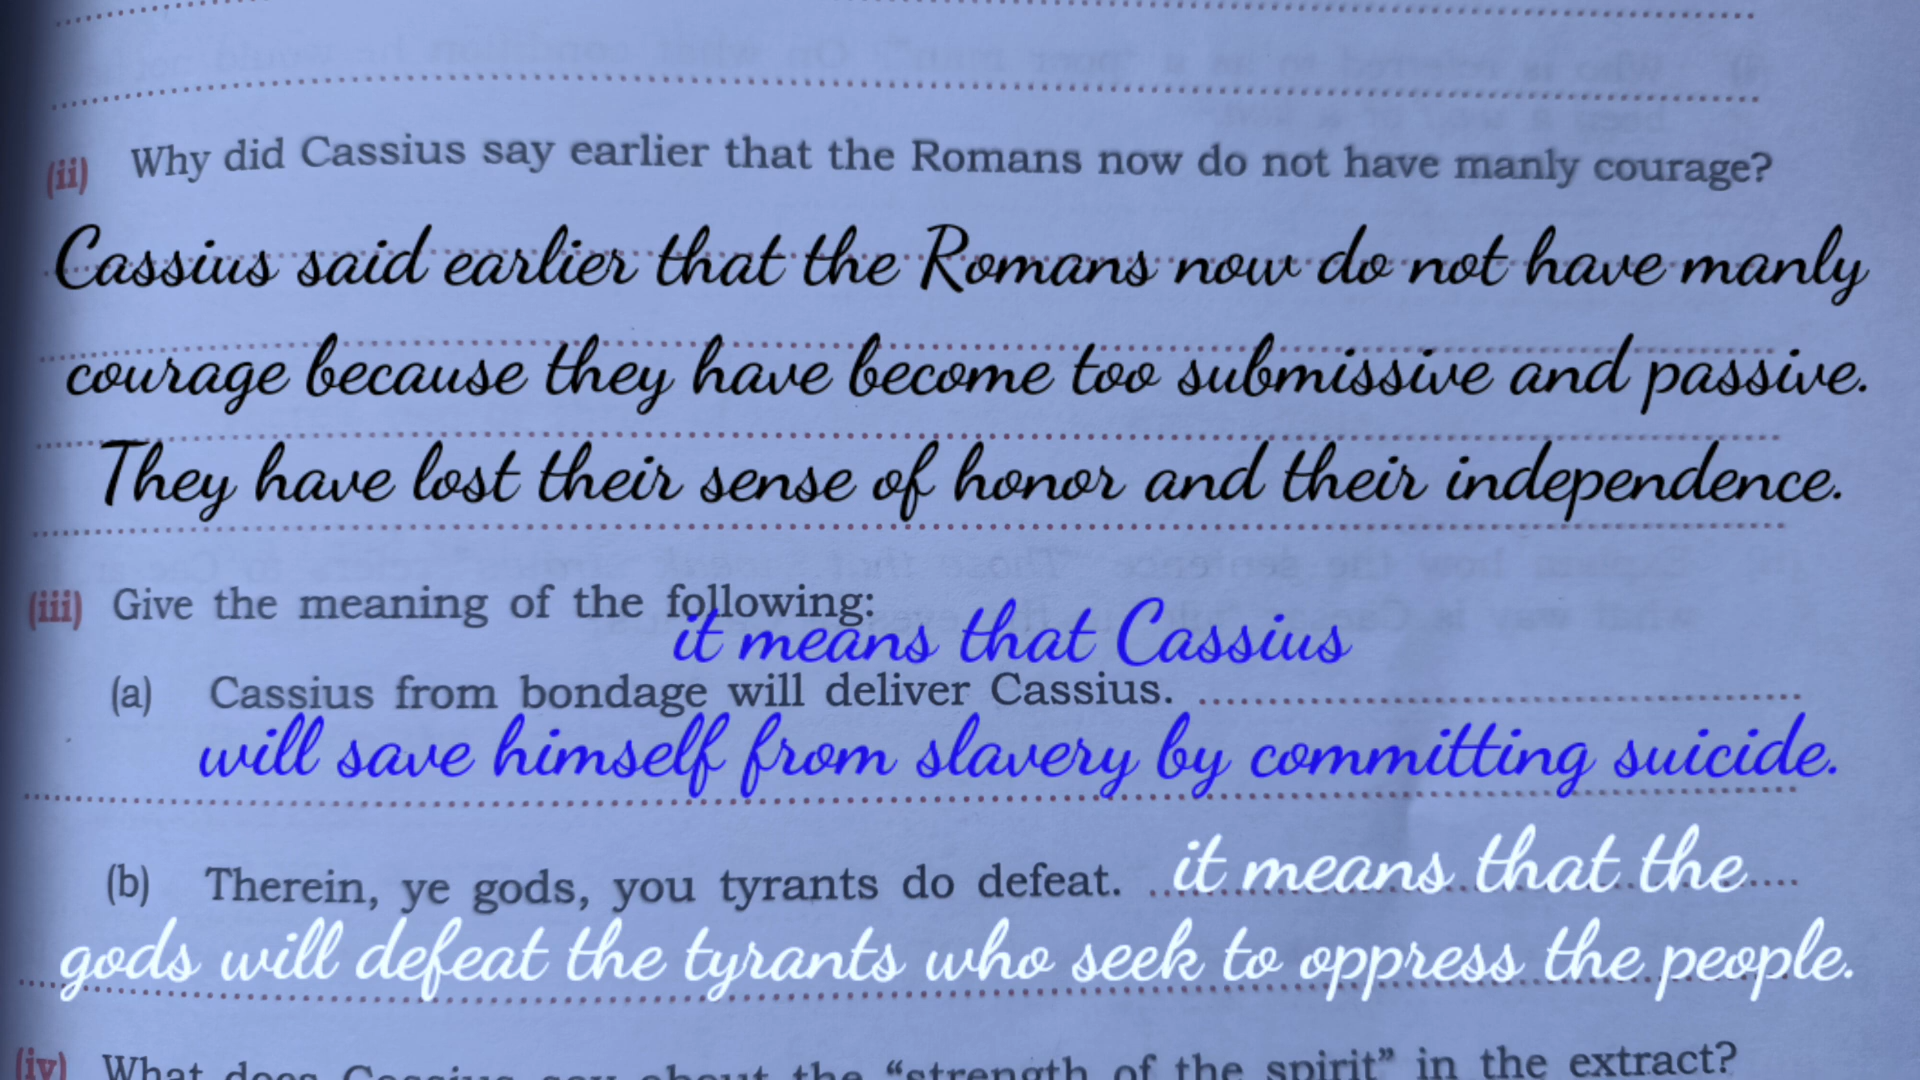 (ii) Why did Cassius say earlier that the Romans now do not have manly courage?
Cassius said earlier that the Romans now do not have manly
courage because they have become too submissive and passive.
They have lost their sense of honor and their independence.
(iii) Give the meaning of the following:
it means that Cassius
(a) Cassius from bondage will deliver Cassius.
will save himself from slavery by committing suicide.
(b) Therein, ye gods, you tyrants do defeat. it means that the
gods will defeat the tyrants who seek to oppress the people.
(iv) What does Cassius say about the “strength of the spirit” in the extract?